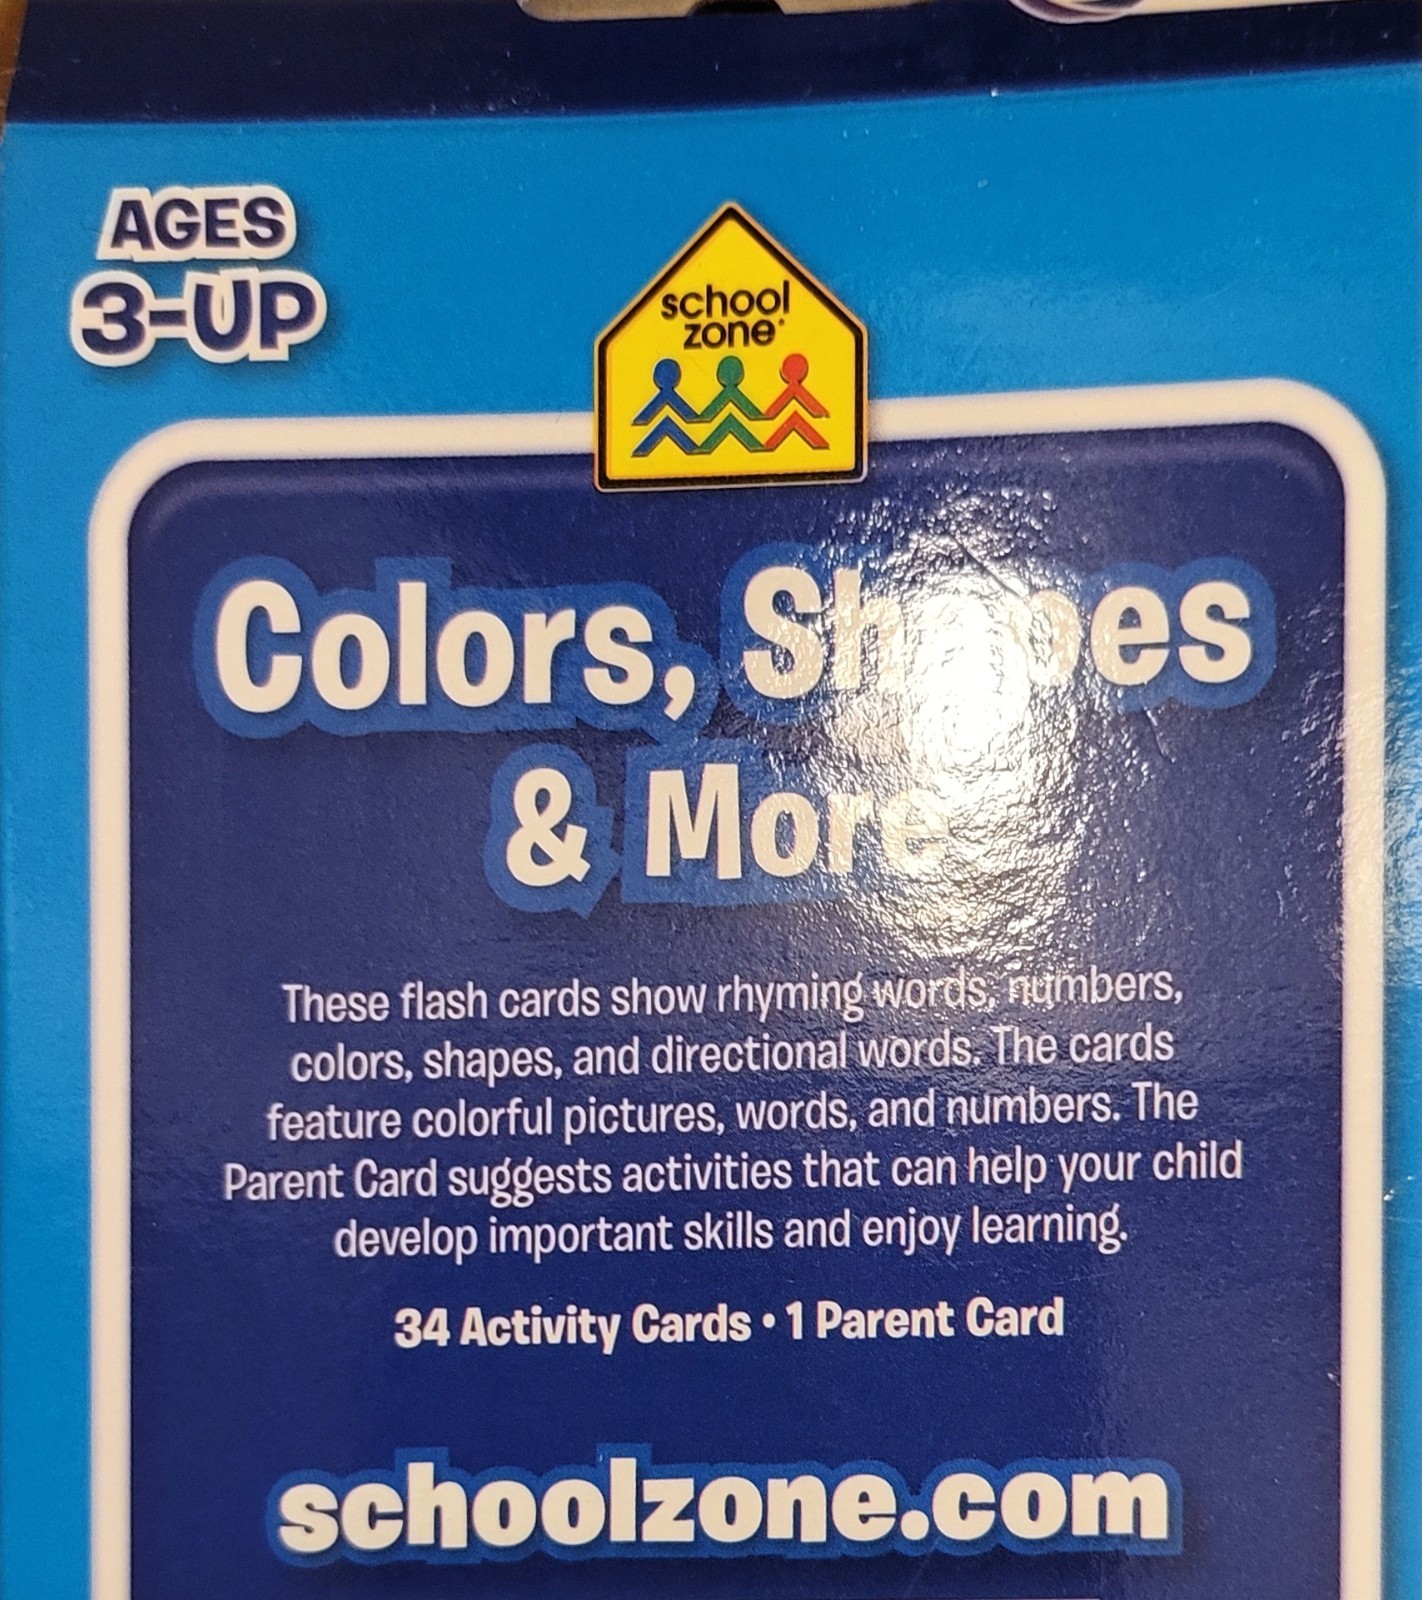 AGES
3-UP
school
zone
Colors, Shapes
& More
These flash cards show rhyming words, numbers,
colors, shapes, and directional words. The cards
feature colorful pictures, words, and numbers. The
Parent Card suggests activities that can help your child
develop important skills and enjoy learning.
34 Activity Cards • 1 Parent Card
schoolzone.com